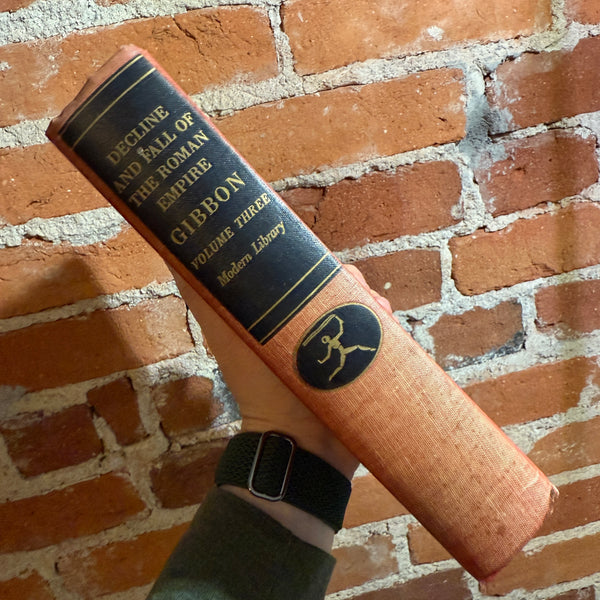 DECLINE
AND FALL OF
THE ROMAN
EMPIRE
GIBBON
VOLUME THREE
Modern Library